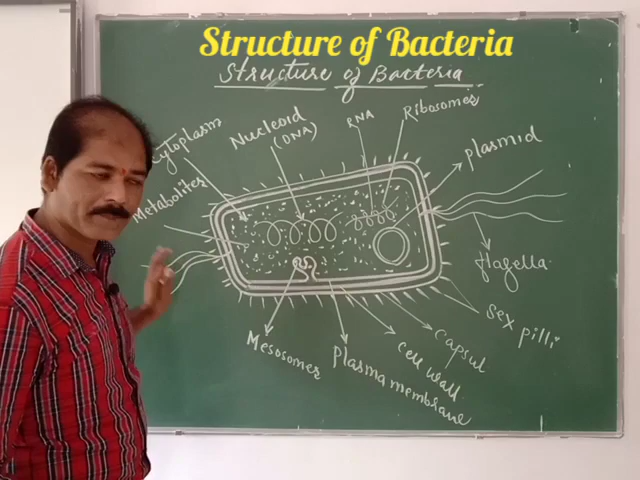 Structure of Bacteria
Structure of Bacteria
Cytoplasm
Nucleoid
(DNA)
RNA
Ribosomes
plasmid
Metabolites
flagella
sex pilli
capsul
cell wall
Plasma membrane
Mesosomes